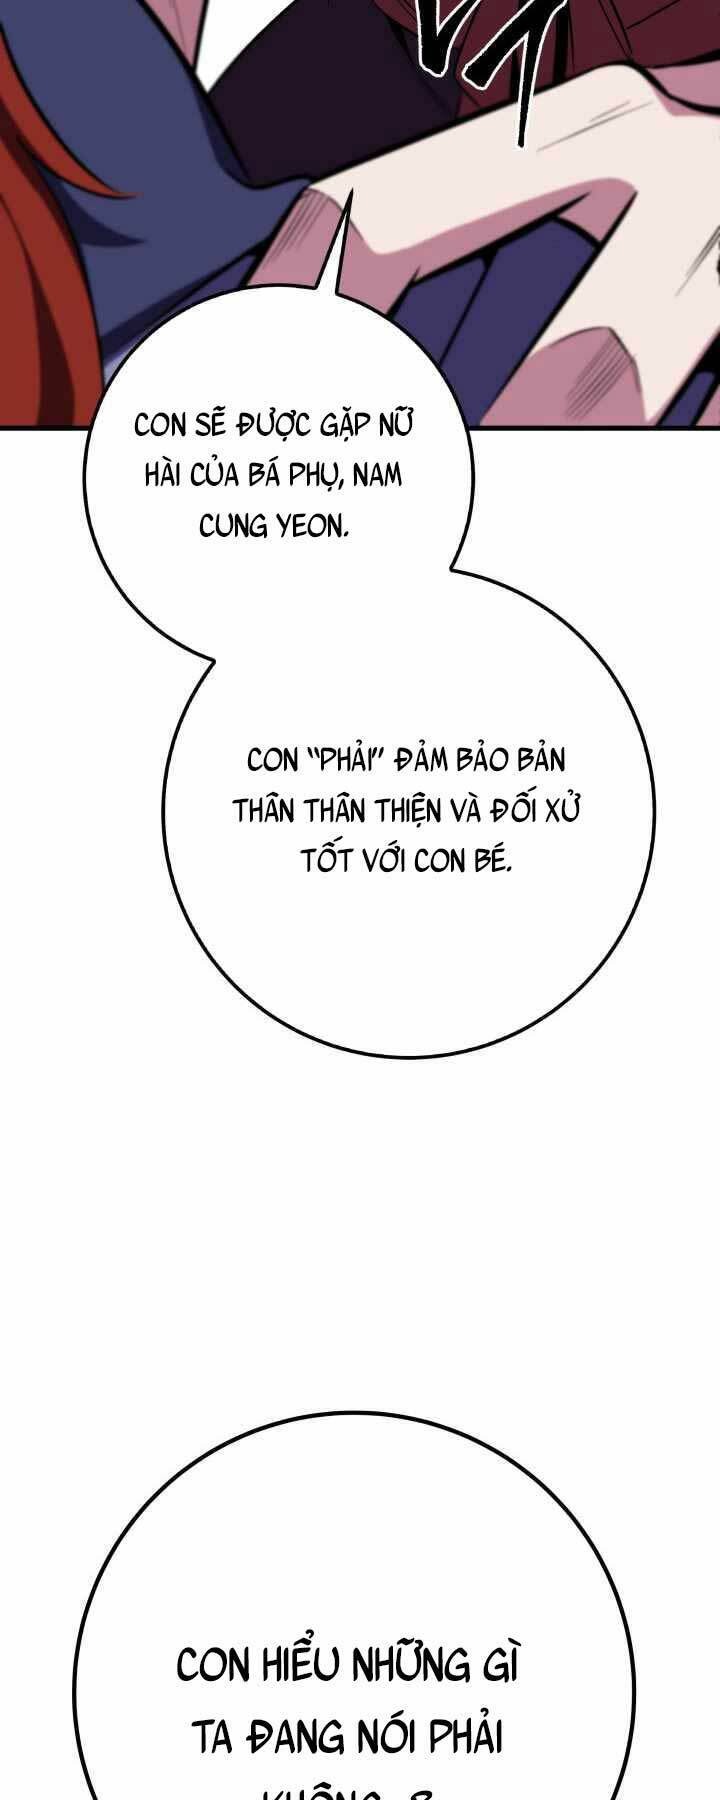 CON SẼ ĐƯỢC GẶP NỮ
HÀI CỦA BÁ PHỤ, NAM
CUNG YEON.
CON "PHẢI" ĐẢM BẢO BẢN
THÂN THÂN THIỆN VÀ ĐỐI XỬ
TỐT VỚI CON BÉ.
CON HIỂU NHỮNG GÌ
TA ĐANG NÓI PHẢI
KHÔNG